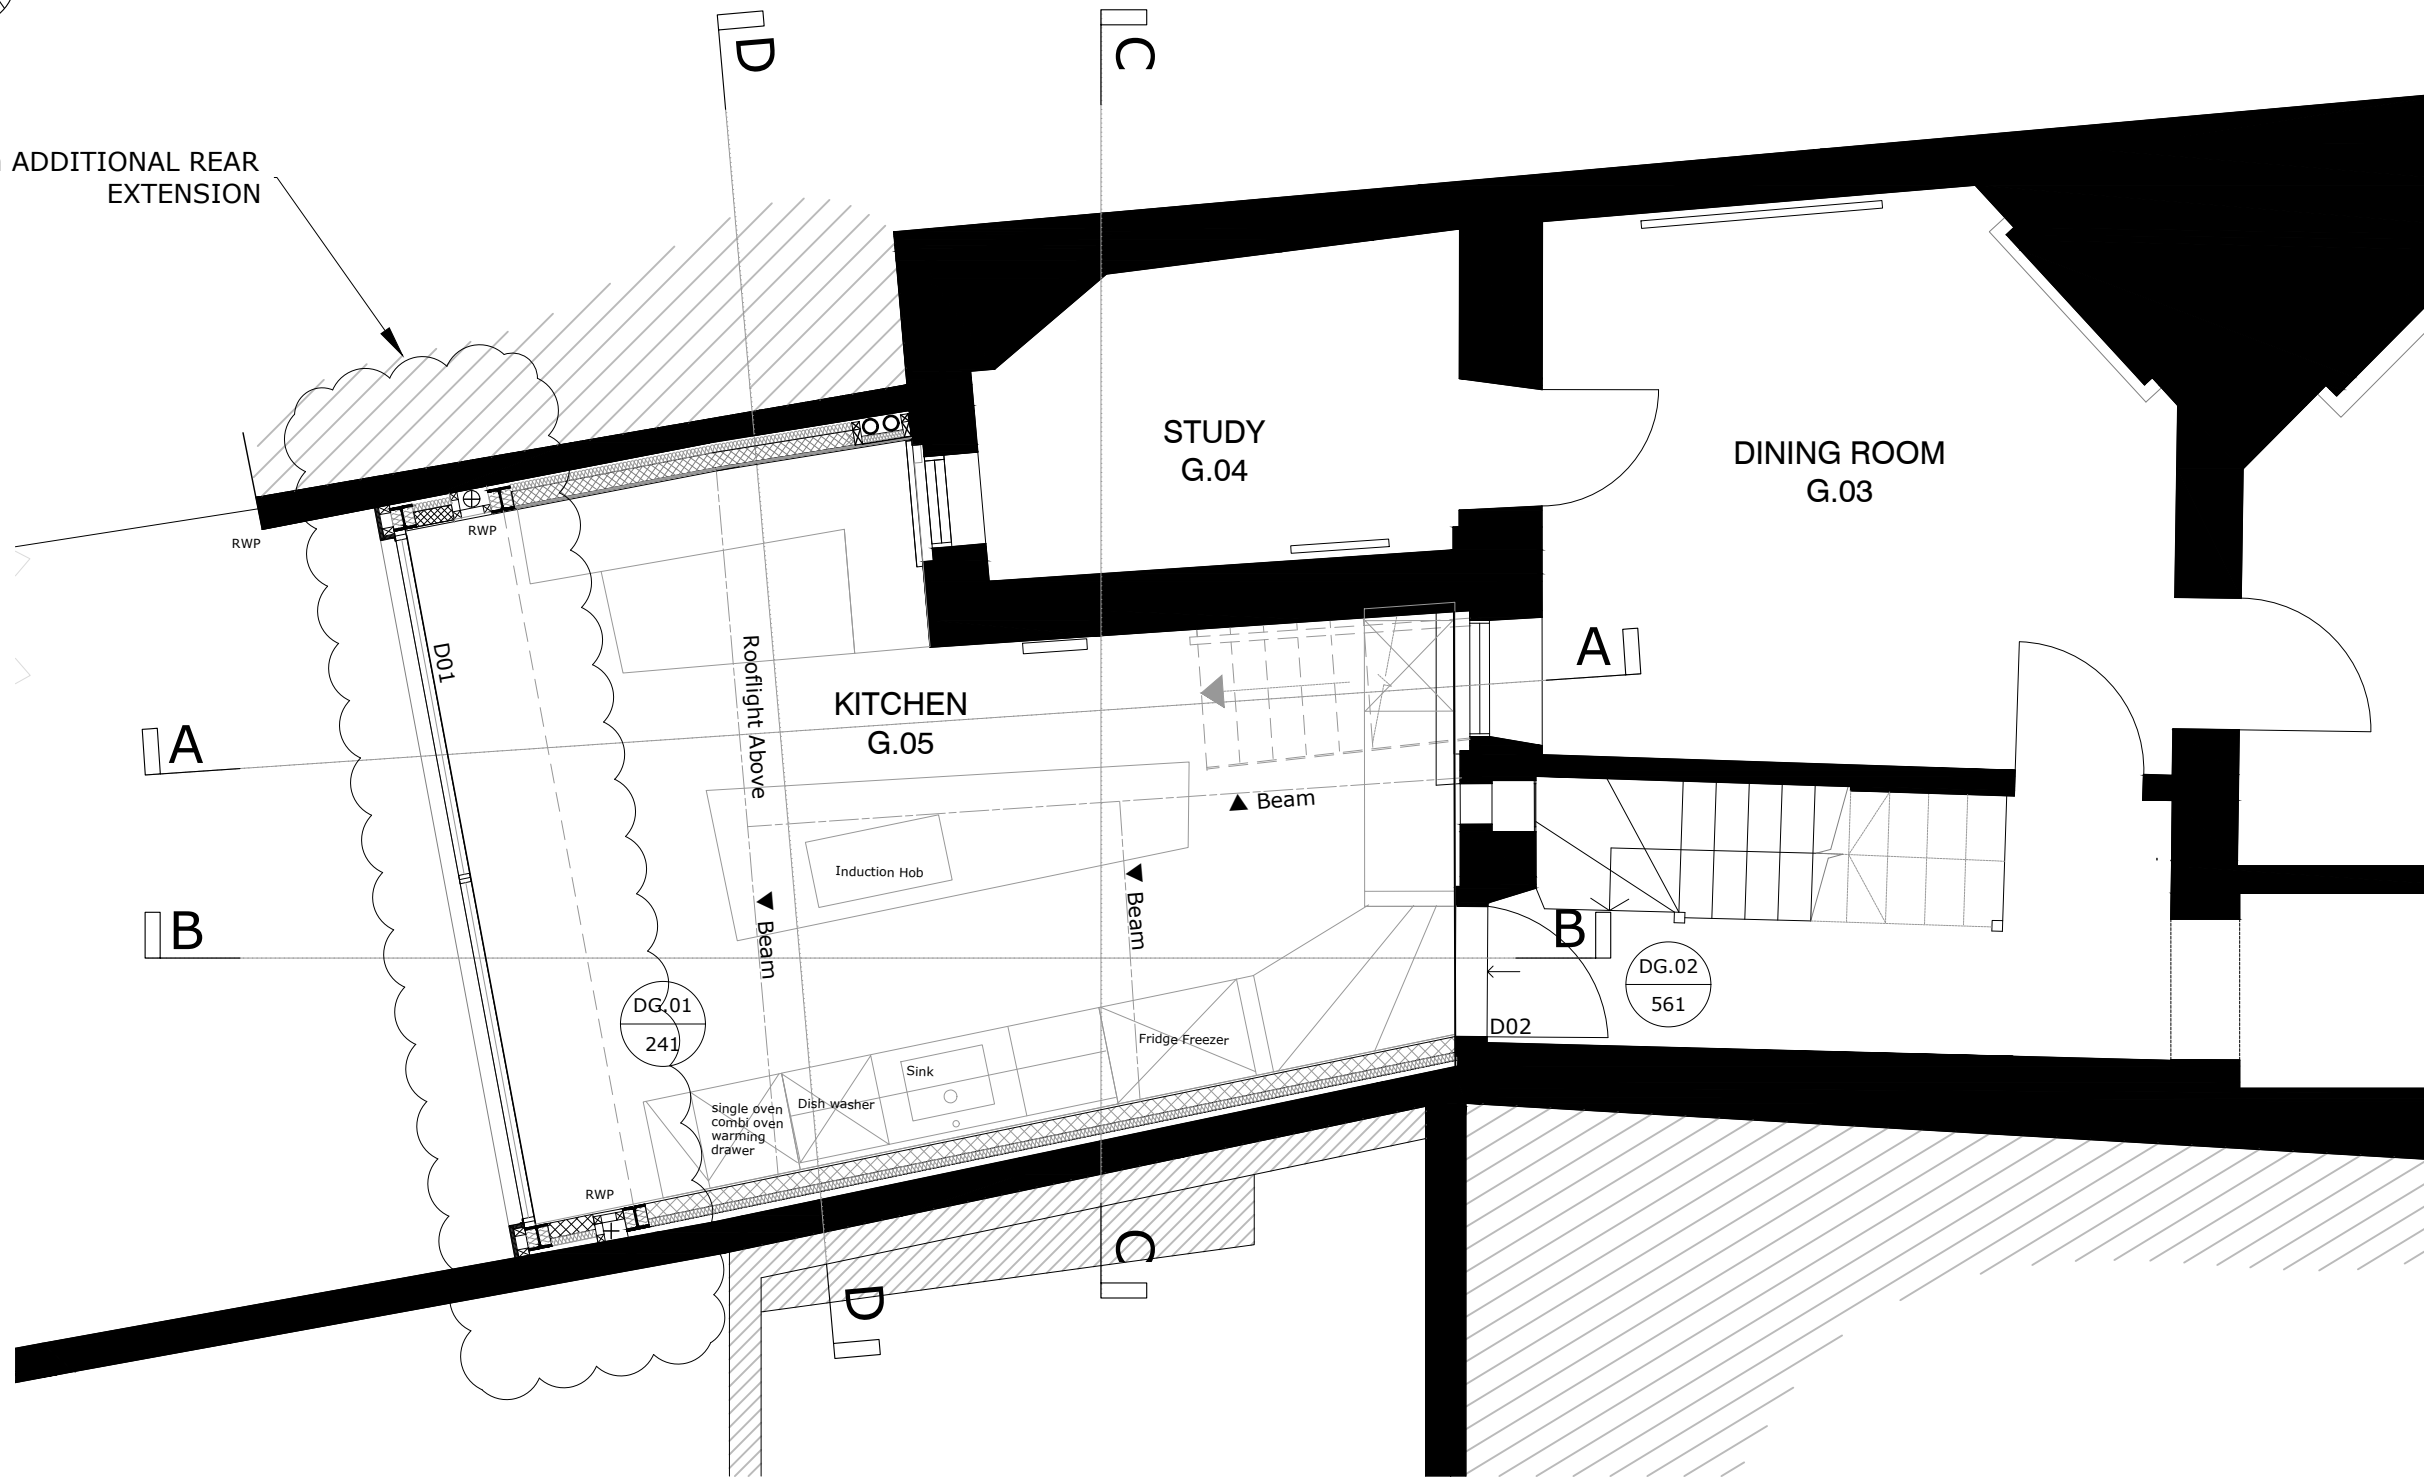 D
C
ADDITIONAL REAR
EXTENSION
STUDY
G.04
DINING ROOM
G.03
RWP
RWP
D01
Rooflight Above
KITCHEN
G.05
A
A
Beam
Induction Hob
Beam
Beam
B
B
DG.01
241
DG.02
561
D02
Fridge Freezer
Sink
Dish washer
single oven
combi oven
warming
drawer
RWP
C
D